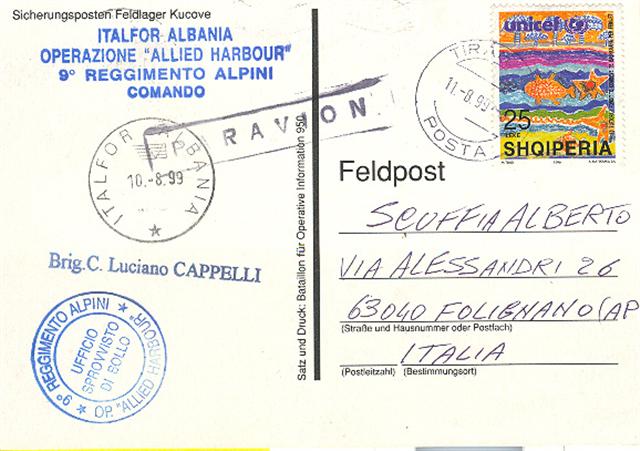 Sicherungsposten Feldlager Kucove
ITALFOR ALBANIA
OPERAZIONE "ALLIED HARBOUR"
9° REGGIMENTO ALPINI
COMANDO
PAR AVION
ITALFOR ALBANIA
10.-8.99
Brig.C. Luciano CAPPELLI
9° REGGIMENTO ALPINI
OP. "ALLIED HARBOUR"
UFFICIO
SPROVVISTO
DI BOLLO
Satz und Druck: Bataillon für Operative Information 950
unicef
25
LEKE
SHQIPERIA
11.-8.99
POSTA
Feldpost
SCUFFIA ALBERTO
VIA ALESSANDRI 26
63040 FOLIGNANO (AP
(Straße und Hausnummer oder Postfach)
ITALIA
(Postleitzahl) (Bestimmungsort)